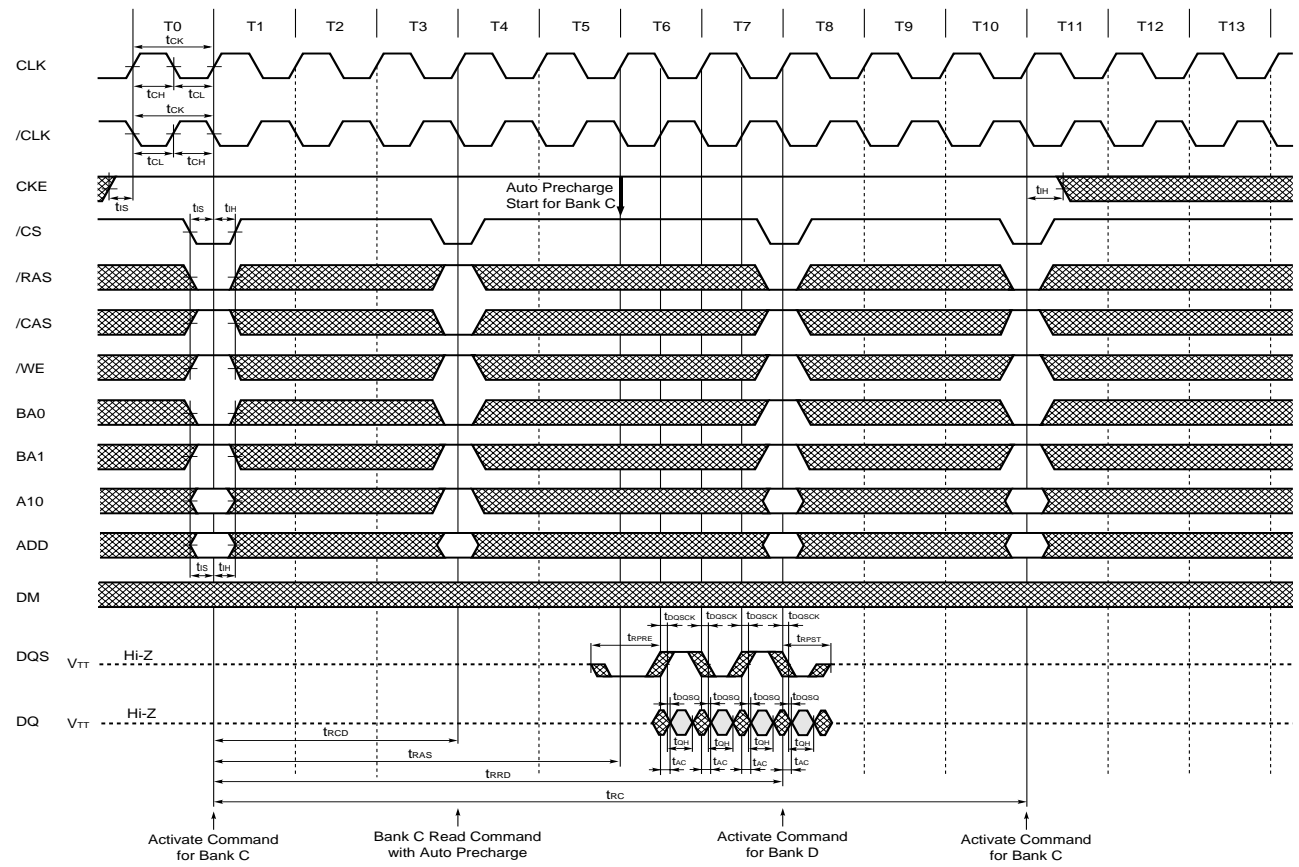 T0 T1 T2 T3 T4 T5 T6 T7 T8 T9 T10 T11 T12 T13
tCK
CLK
tCH tCL
tCK
/CLK
tCL tCH
CKE
Auto Precharge
Start for Bank C
tIS tIS tIH tIH
/CS
/RAS
/CAS
/WE
BA0
BA1
A10
ADD
tIS tIH
DM
tDQSCK tDQSCK tDQSCK tDQSCK
tRPRE tRPST
DQS VTT Hi-Z
tDQSQ tDQSQ tDQSQ tDQSQ
DQ VTT Hi-Z
tRCD tQH tQH tQH tQH
tRAS tAC tAC tAC tAC
tRRD
tRC
Activate Command
for Bank C
Bank C Read Command
with Auto Precharge
Activate Command
for Bank D
Activate Command
for Bank C